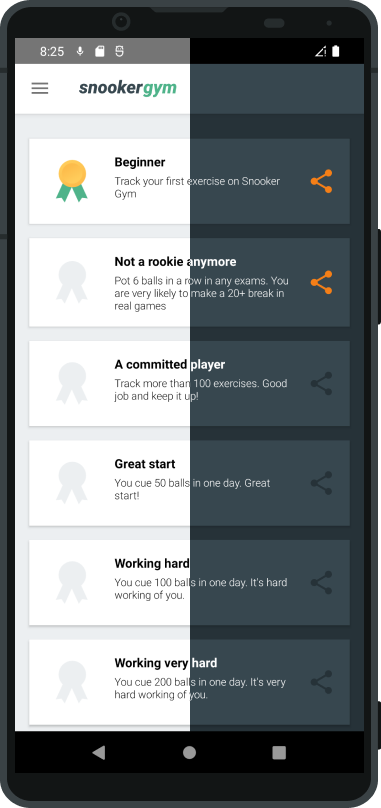 8:25
snookergym
Beginner
Track your first exercise on Snooker
Gym
Not a rookie anymore
Pot 6 balls in a row in any exams. You
are very likely to make a 20+ break in
real games
A committed player
Track more than 100 exercises. Good
job and keep it up!
Great start
You cue 50 balls in one day. Great
start!
Working hard
You cue 100 balls in one day. It's hard
working of you.
Working very hard
You cue 200 balls in one day. It's very
hard working of you.